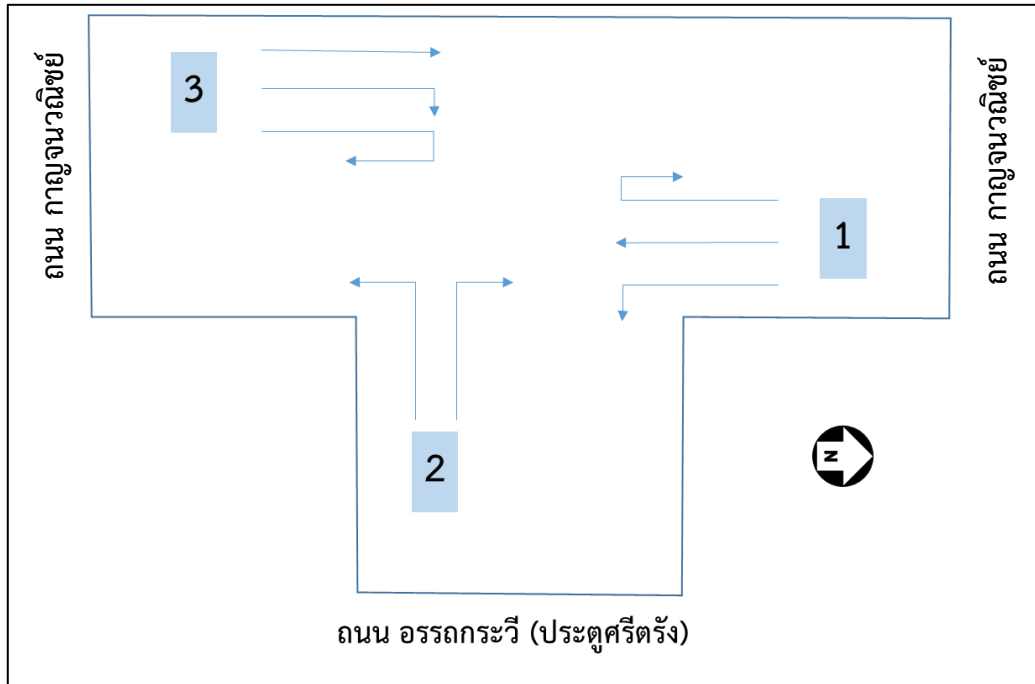 3
ถนน กาญจนวณิชย์
ถนน กาญจนวณิชย์
1
2
N
ถนน อรรถกระวี (ประตูศรีตรัง)